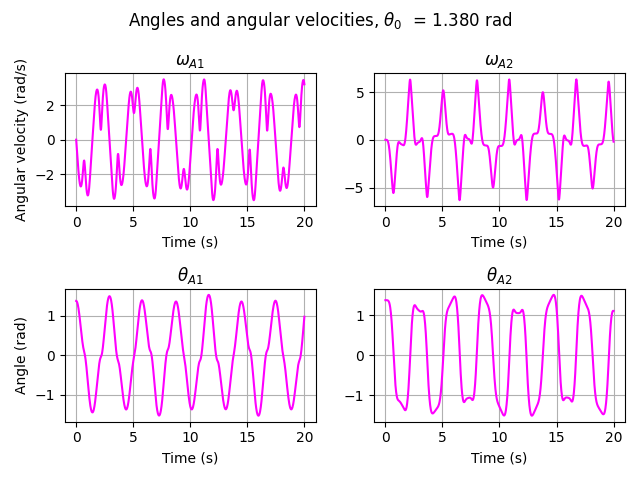 Angles and angular velocities, θ0 = 1.380 rad
ωA1
ωA2
Angular velocity (rad/s)
2
0
−2
5
0
−5
0 5 10 15 20
0 5 10 15 20
Time (s)
Time (s)
θA1
θA2
Angle (rad)
1
0
−1
1
0
−1
0 5 10 15 20
0 5 10 15 20
Time (s)
Time (s)